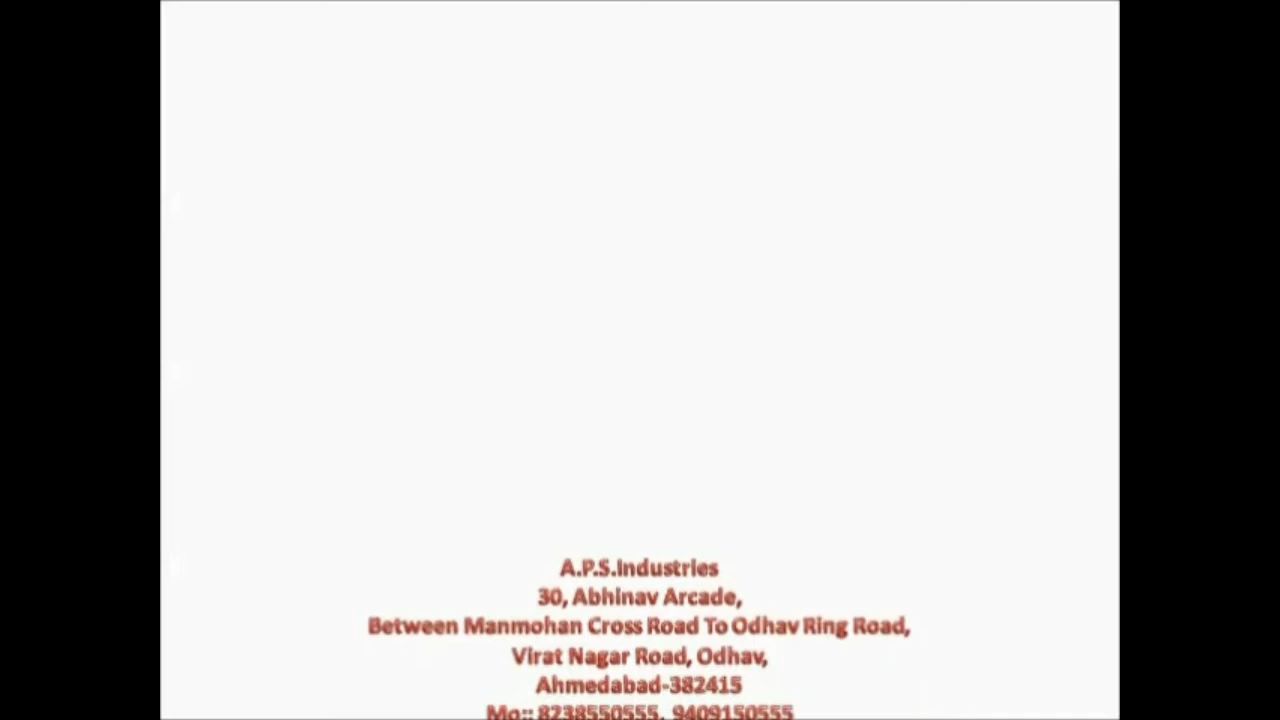 A.P.S.Industries
30, Abhinav Arcade,
Between Manmohan Cross Road To Odhav Ring Road,
Virat Nagar Road, Odhav,
Ahmedabad-382415
Mo:: 8238550555, 9409150555